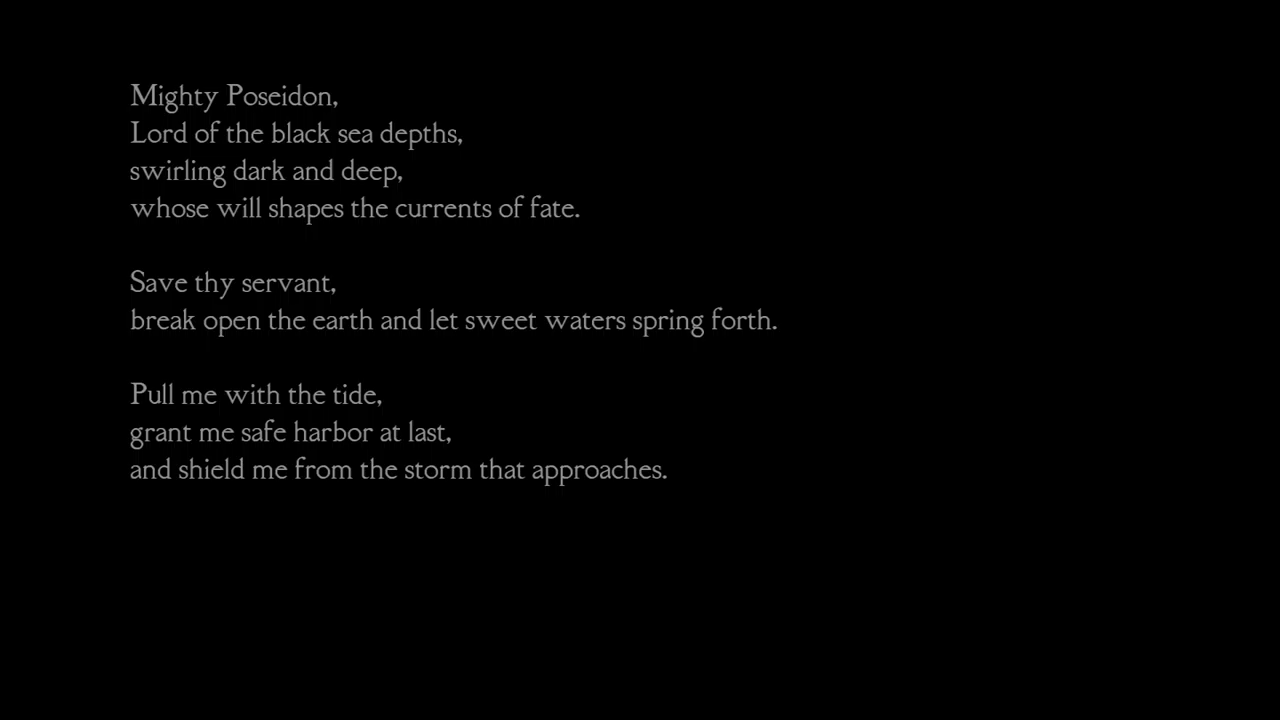 Mighty Poseidon,
Lord of the black sea depths,
swirling dark and deep,
whose will shapes the currents of fate.
Save thy servant,
break open the earth and let sweet waters spring forth.
Pull me with the tide,
grant me safe harbor at last,
and shield me from the storm that approaches.